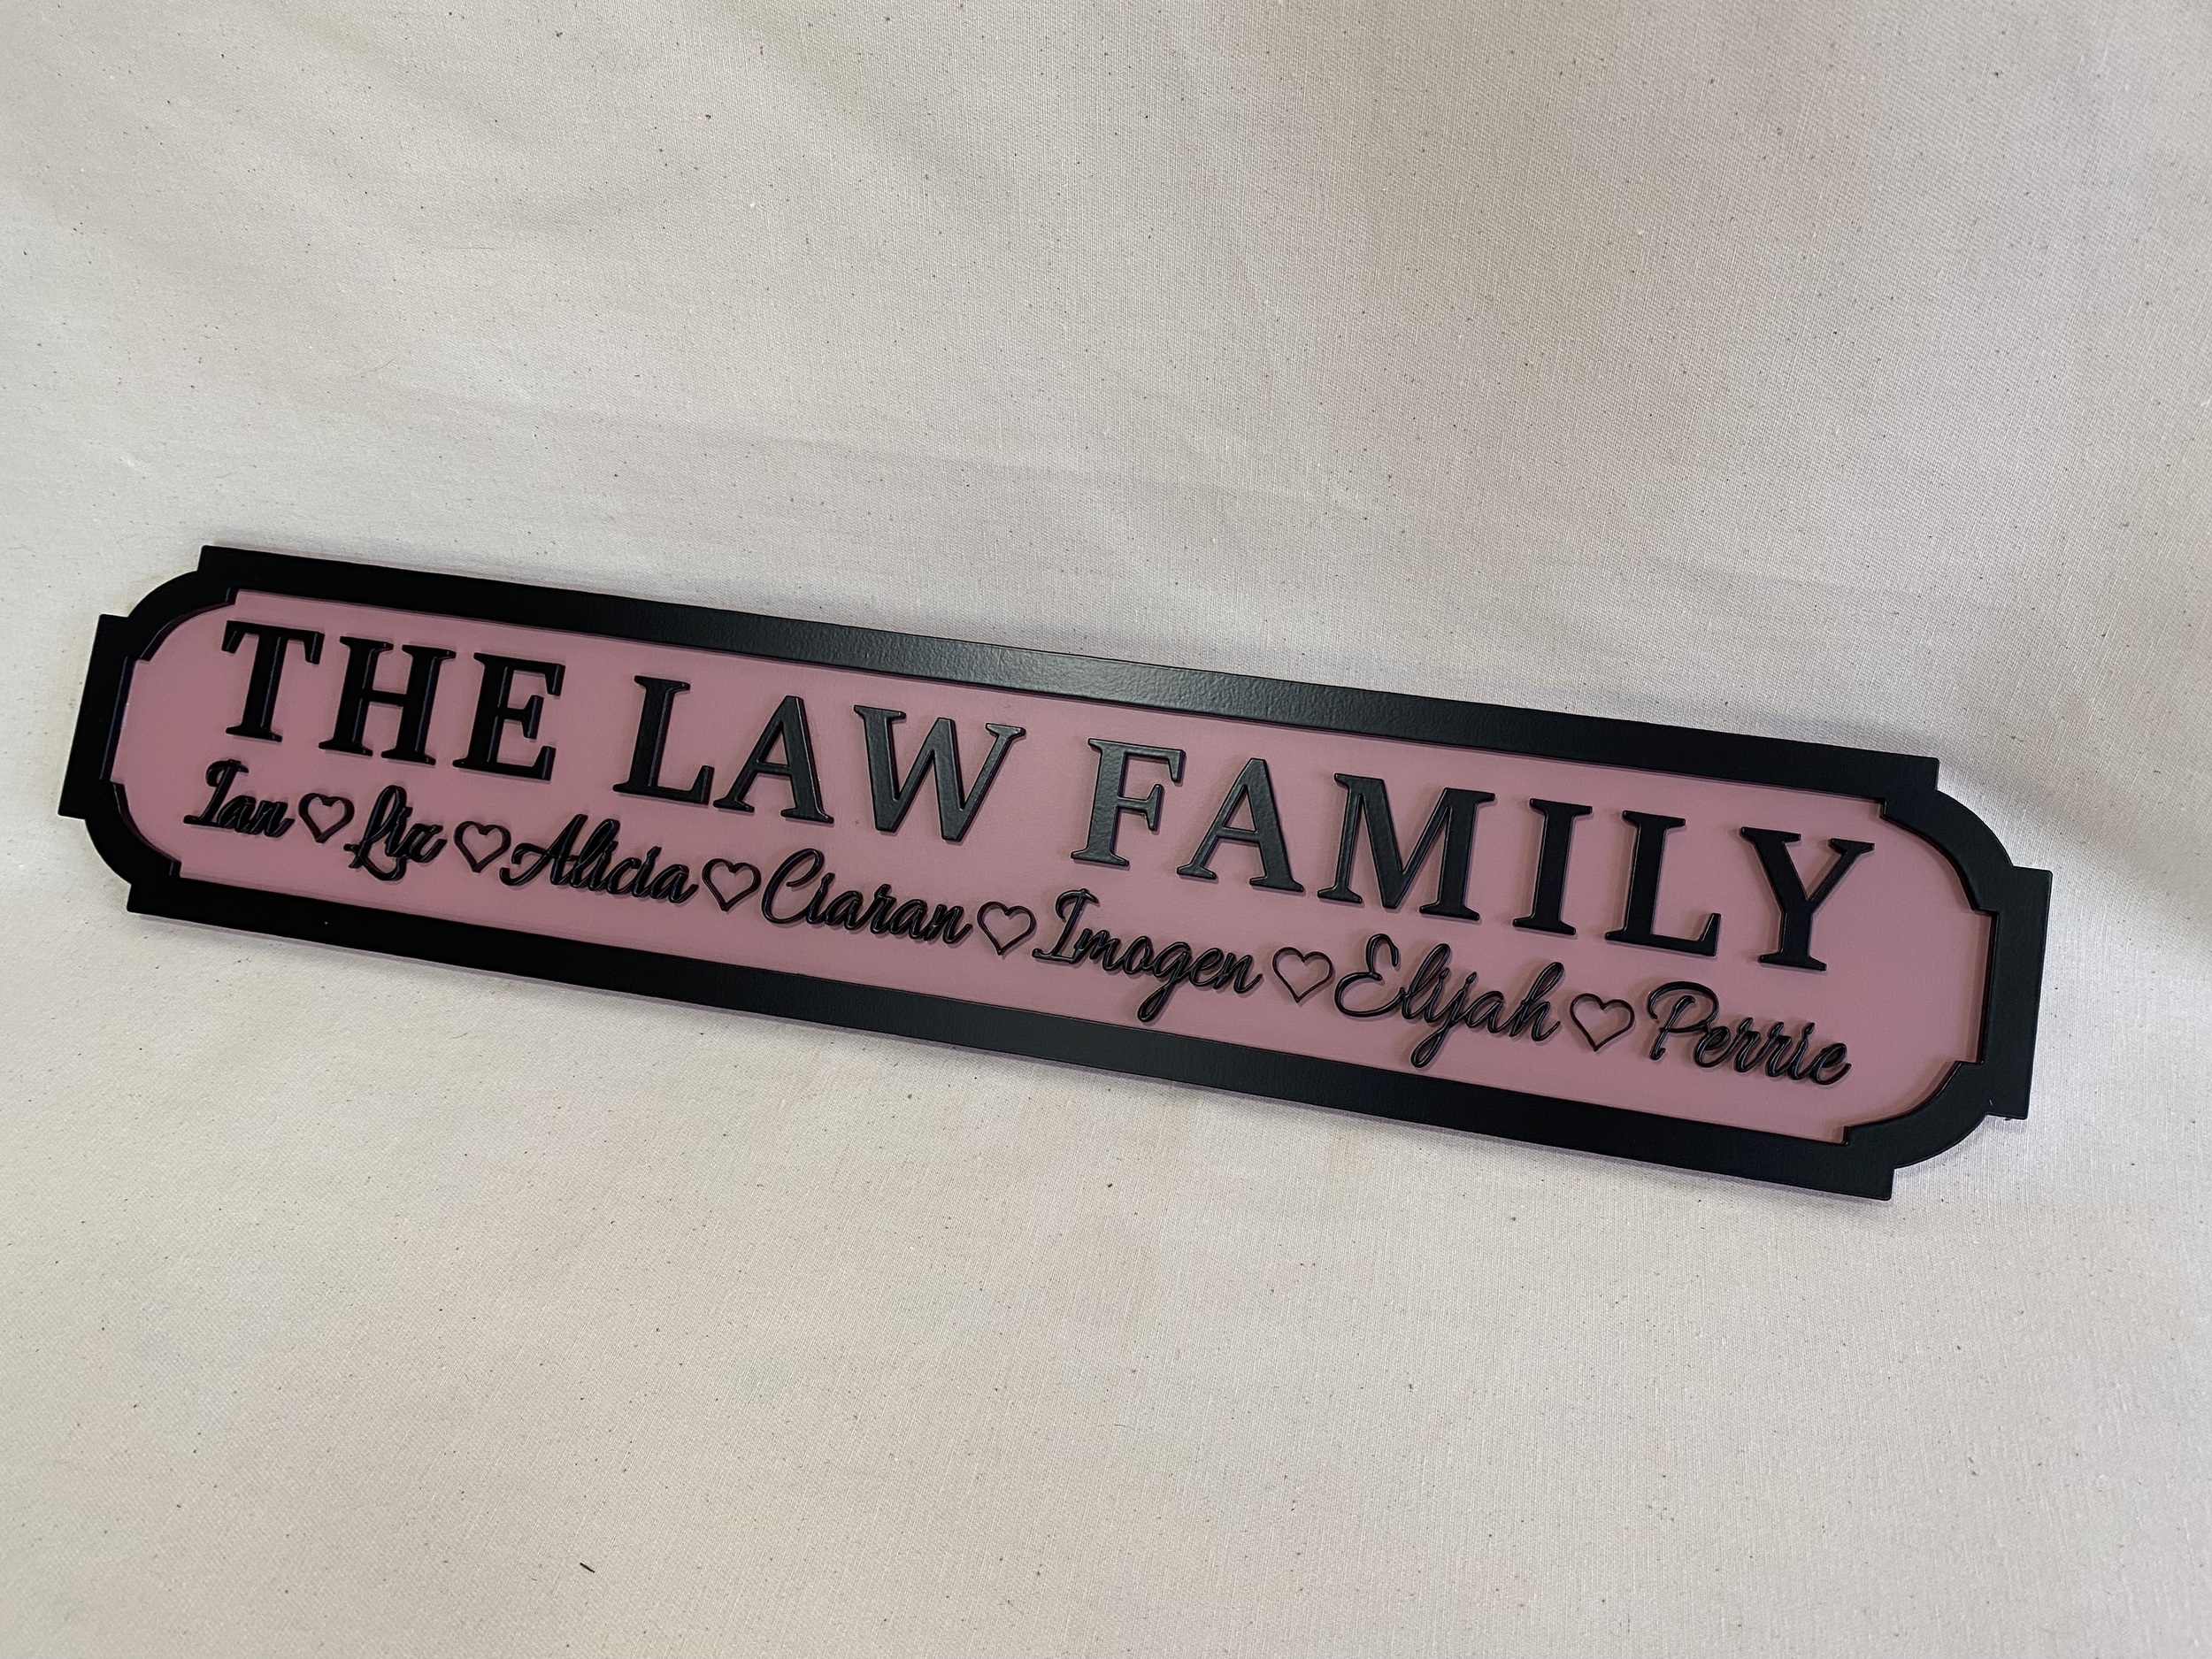 THE LAW FAMILY
Ian ♡ Liz ♡ Alicia ♡ Ciaran ♡ Imogen ♡ Elijah ♡ Perrie